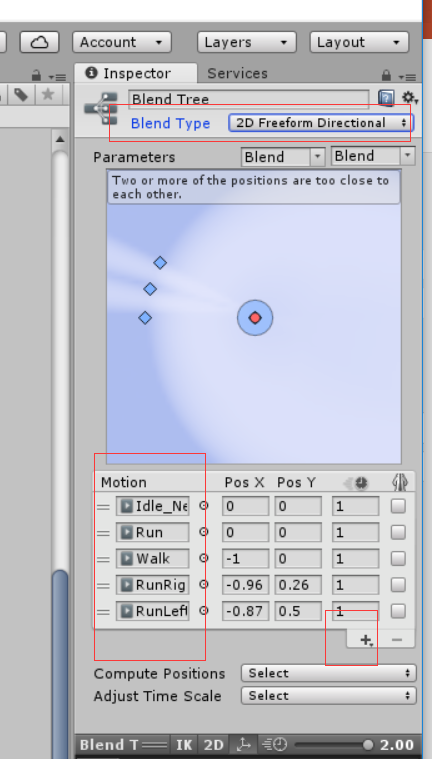 Account Layers Layout
Inspector Services
Blend Tree
Blend Type 2D Freeform Directional
Parameters Blend Blend
Two or more of the positions are too close to
each other.
Motion Pos X Pos Y
Idle_Ne 0 0 1
Run 0 0 1
Walk -1 0 1
RunRig -0.96 0.26 1
RunLeft -0.87 0.5 1
Compute Positions Select
Adjust Time Scale Select
Blend T IK 2D 2.00